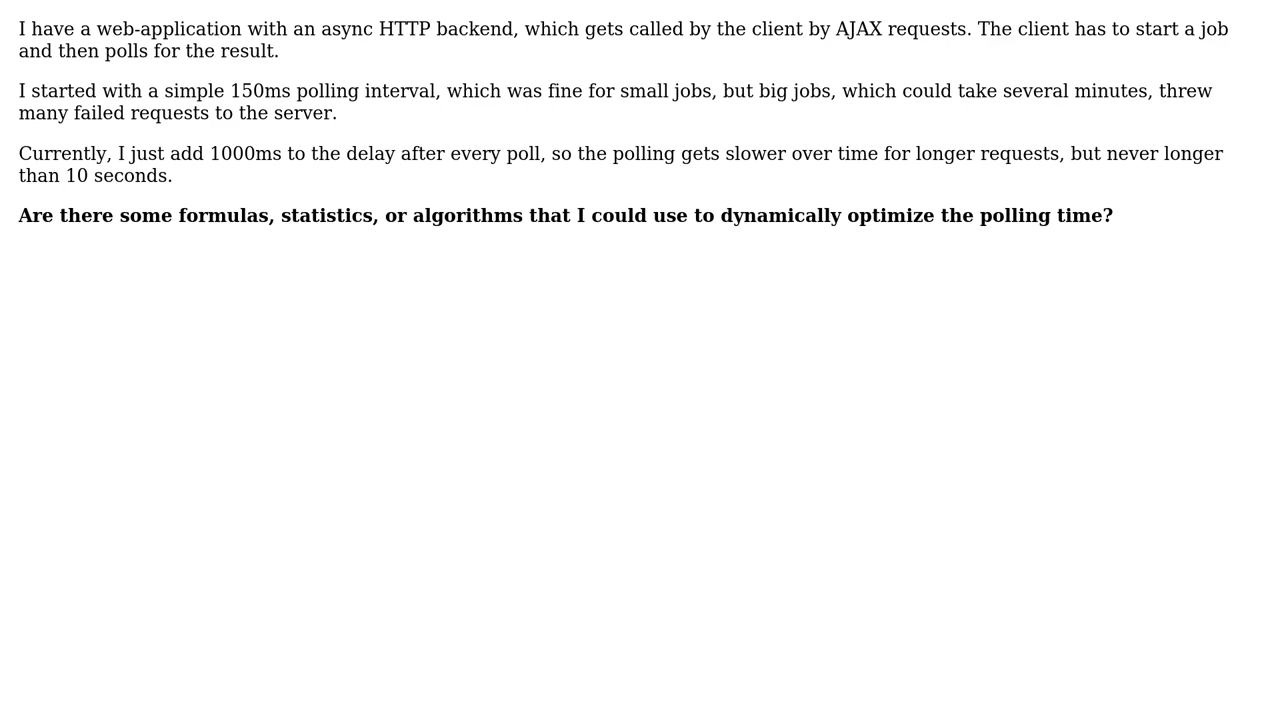 I have a web-application with an async HTTP backend, which gets called by the client by AJAX requests. The client has to start a job
and then polls for the result.
I started with a simple 150ms polling interval, which was fine for small jobs, but big jobs, which could take several minutes, threw
many failed requests to the server.
Currently, I just add 1000ms to the delay after every poll, so the polling gets slower over time for longer requests, but never longer
than 10 seconds.
Are there some formulas, statistics, or algorithms that I could use to dynamically optimize the polling time?